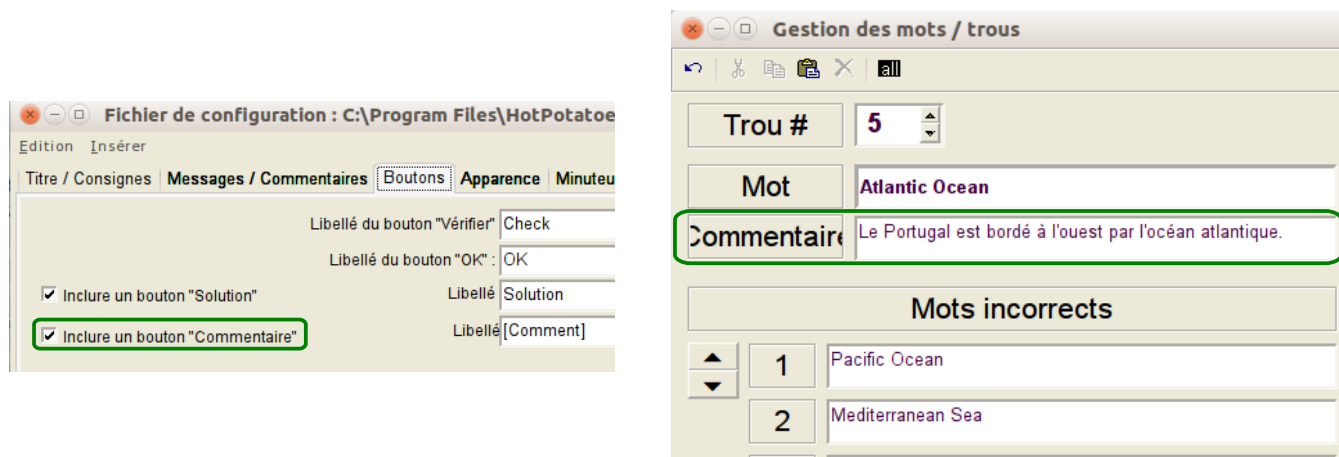 Fichier de configuration : C:\Program Files\HotPotatoe
Edition Insérer
Titre / Consignes Messages / Commentaires Boutons Apparence Minuteu
Libellé du bouton "Vérifier" Check
Libellé du bouton "OK" : OK
Inclure un bouton "Solution" Libellé Solution
Inclure un bouton "Commentaire" Libellé [Comment]
Gestion des mots / trous
all
Trou # 5
Mot Atlantic Ocean
Commentaire Le Portugal est bordé à l'ouest par l'océan atlantique.
Mots incorrects
1 Pacific Ocean
2 Mediterranean Sea